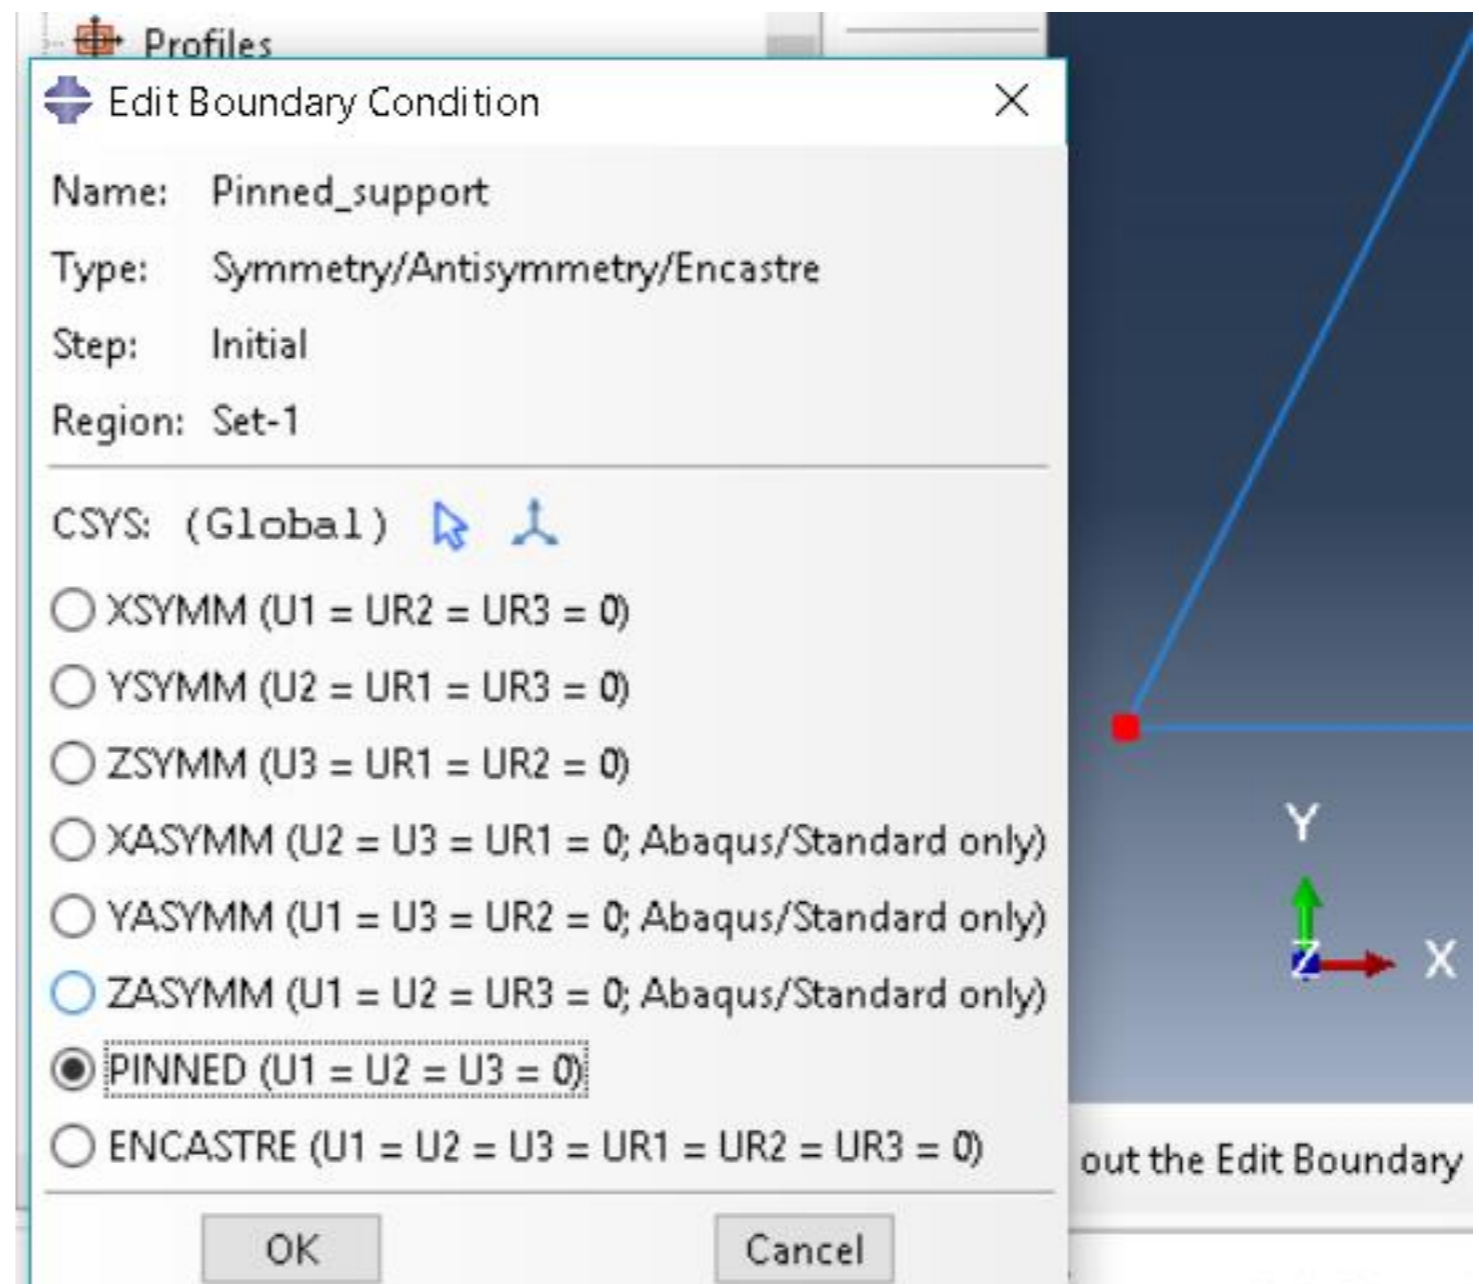 Profiles
Edit Boundary Condition
Name: Pinned_support
Type: Symmetry/Antisymmetry/Encastre
Step: Initial
Region: Set-1
CSYS: (Global)
XSYMM (U1 = UR2 = UR3 = 0)
YSYMM (U2 = UR1 = UR3 = 0)
ZSYMM (U3 = UR1 = UR2 = 0)
XASYMM (U2 = U3 = UR1 = 0; Abaqus/Standard only)
YASYMM (U1 = U3 = UR2 = 0; Abaqus/Standard only)
ZASYMM (U1 = U2 = UR3 = 0; Abaqus/Standard only)
PINNED (U1 = U2 = U3 = 0)
ENCASTRE (U1 = U2 = U3 = UR1 = UR2 = UR3 = 0)
OK Cancel
Y
Z X
out the Edit Boundary